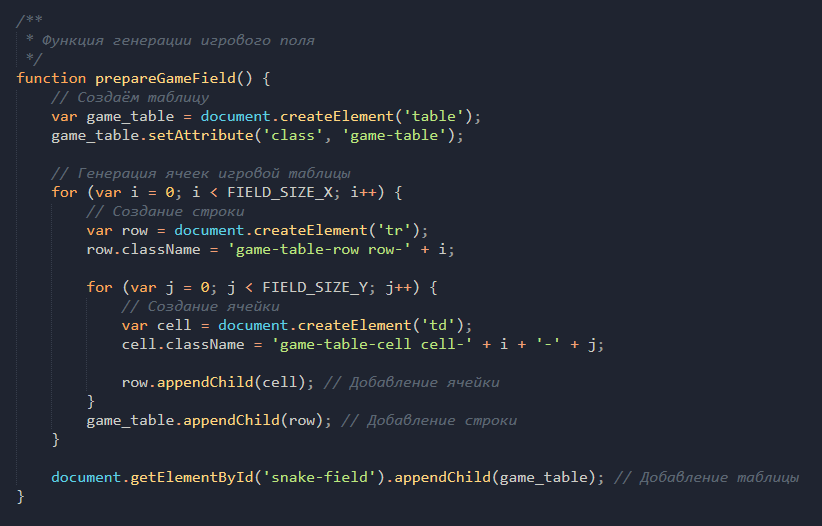 /**
 * Функция генерации игрового поля
 */
function prepareGameField() {
    // Создаём таблицу
    var game_table = document.createElement('table');
    game_table.setAttribute('class', 'game-table');

    // Генерация ячеек игровой таблицы
    for (var i = 0; i < FIELD_SIZE_X; i++) {
        // Создание строки
        var row = document.createElement('tr');
        row.className = 'game-table-row row-' + i;

        for (var j = 0; j < FIELD_SIZE_Y; j++) {
            // Создание ячейки
            var cell = document.createElement('td');
            cell.className = 'game-table-cell cell-' + i + '-' + j;

            row.appendChild(cell); // Добавление ячейки
        }
        game_table.appendChild(row); // Добавление строки
    }

    document.getElementById('snake-field').appendChild(game_table); // Добавление таблицы
}